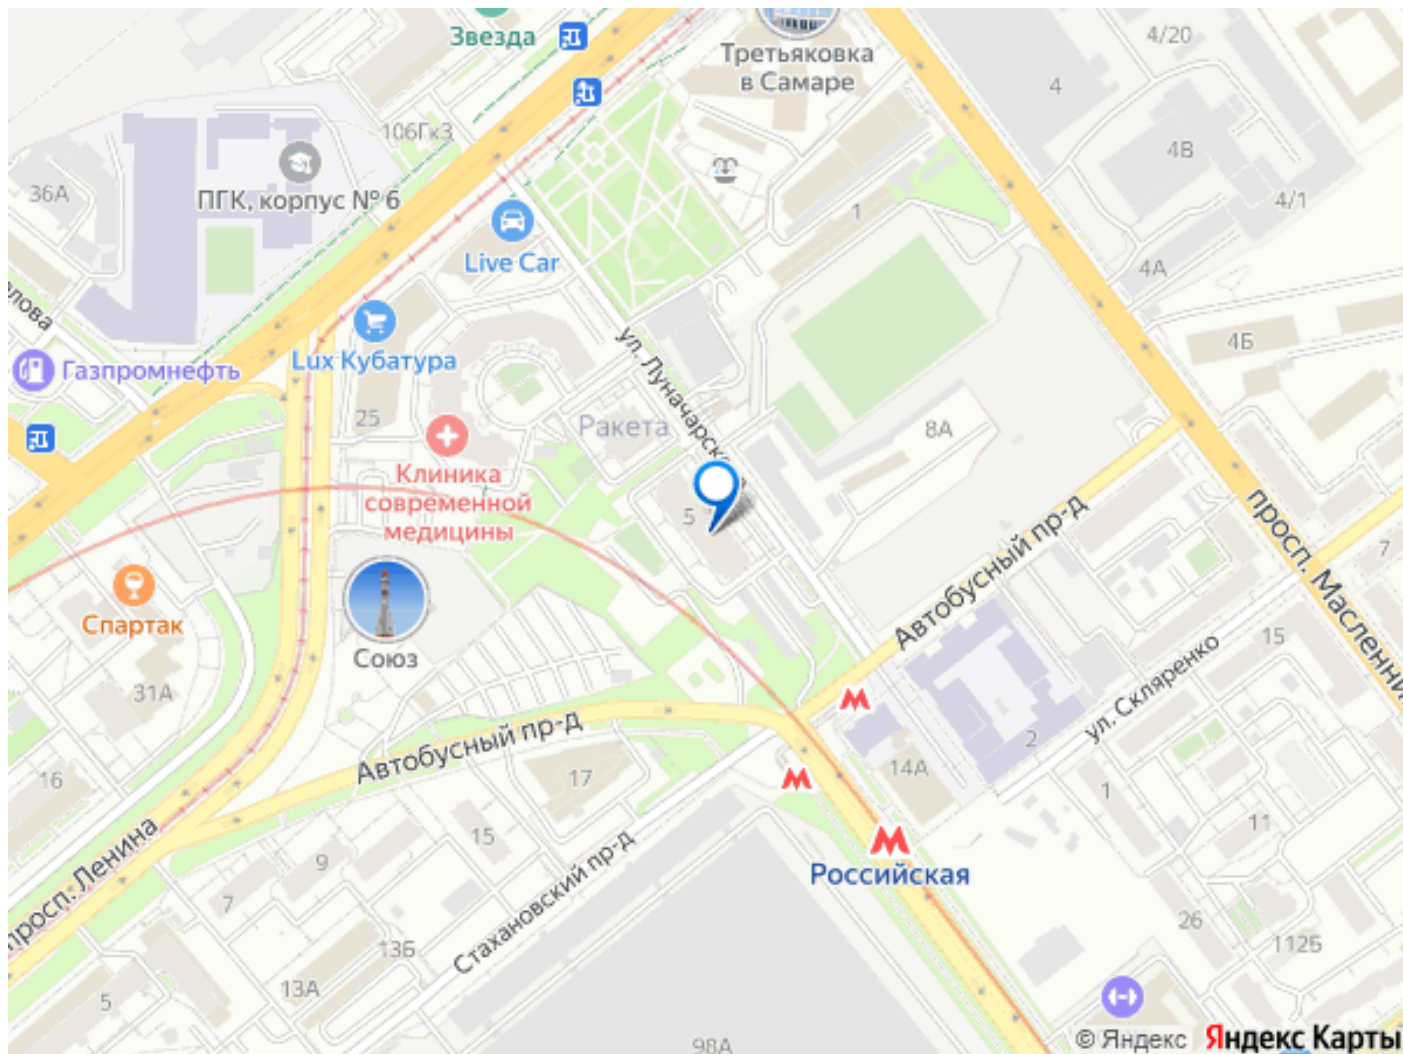 Звезда
Третьяковка
в Самаре
4/20
4
106Гк3
4В
36А
ПГК, корпус № 6
1
4/1
Live Car
4А
Lux Кубатура
4Б
Газпромнефть
ул. Луначарск
25
Ракета
8А
Клиника
современной
медицины
5
просп. Масленни
Автобусный пр-д
7
Спартак
Союз
15
ул. Скляренко
31А
2
Автобусный пр-д
14А
16
17
1
15
11
9
Российская
просп. Ленина
7
Стахановский пр-д
26
13Б
112Б
13А
5
98А
© Яндекс Яндекс Карты